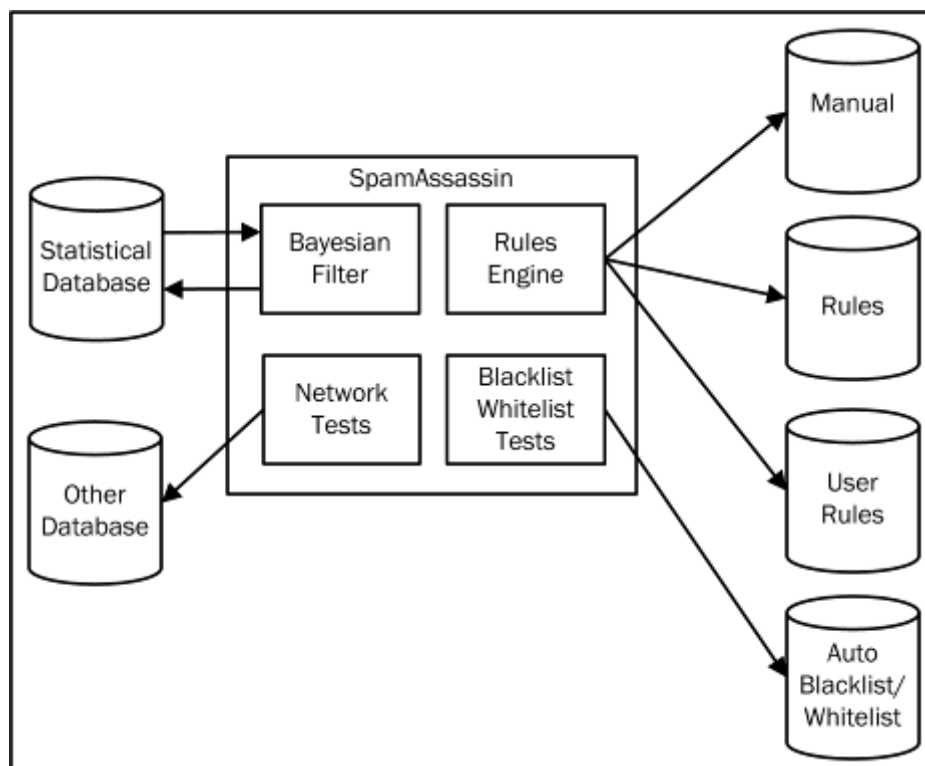 Manual
SpamAssassin
Statistical
Database
Bayesian
Filter
Rules
Engine
Rules
Network
Tests
Blacklist
Whitelist
Tests
Other
Database
User
Rules
Auto
Blacklist/
Whitelist